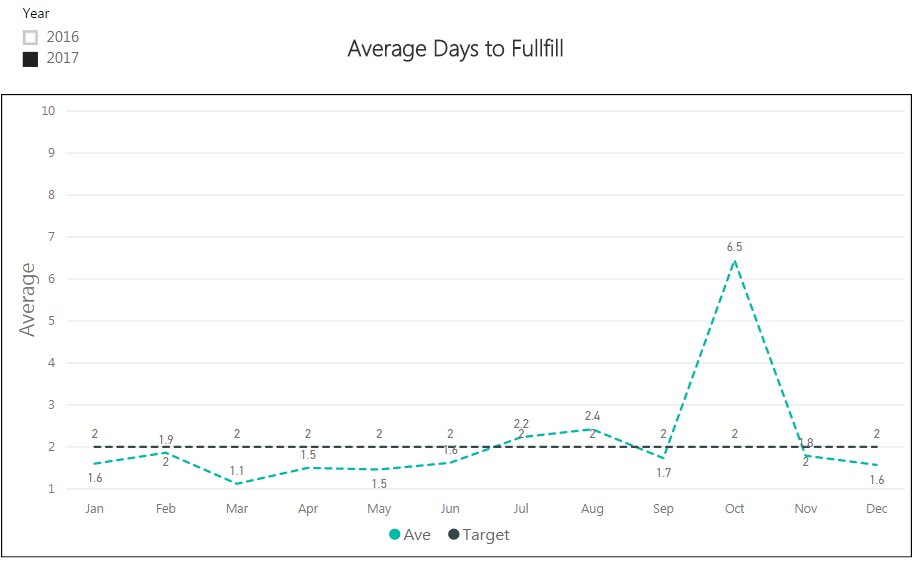 Year
2016
2017
Average Days to Fullfill
10
9
8
7
6
5
4
3
2
1
Average
6.5
2.4
2.2
2 1.9 2 2 2 2 2 2 2 2 1.8 2
1.6 2 1.1 1.5 1.5 1.6 1.7 2 1.6
Jan Feb Mar Apr May Jun Jul Aug Sep Oct Nov Dec
Ave Target